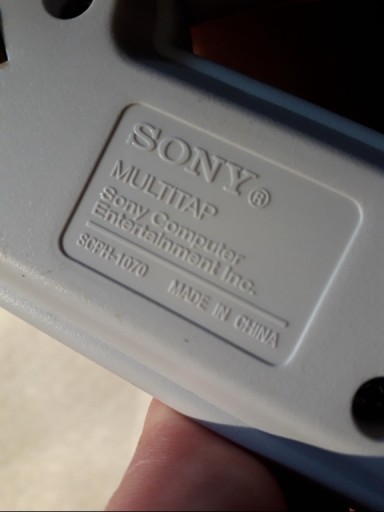 SONY®
MULTITAP
Sony Computer
Entertainment Inc.
SCPH-1070 MADE IN CHINA